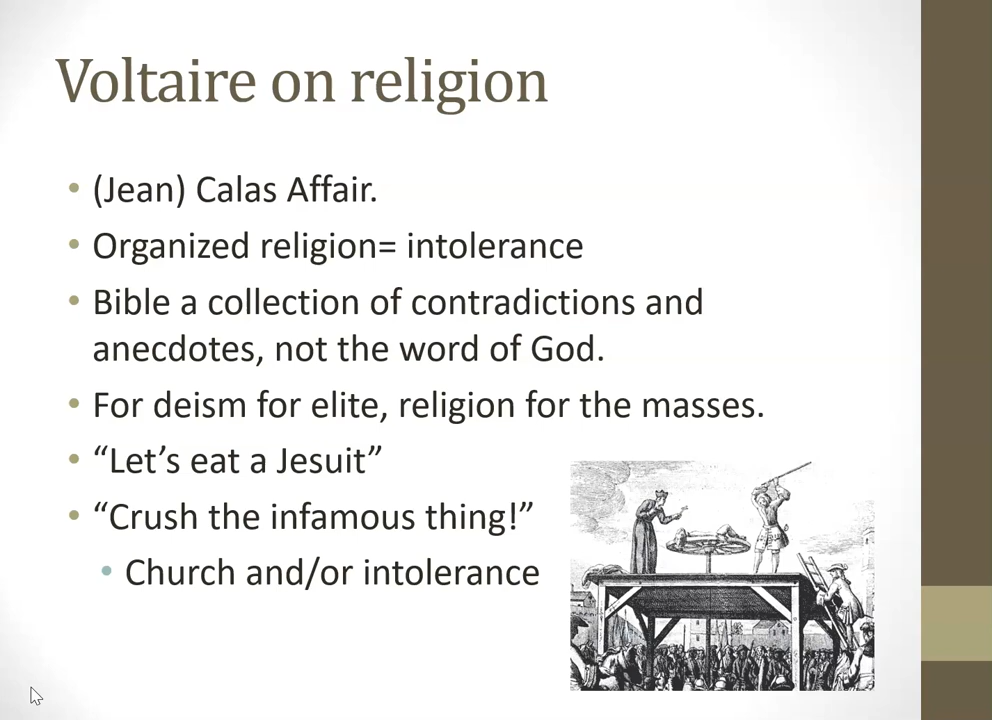 Voltaire on religion
• (Jean) Calas Affair.
• Organized religion= intolerance
• Bible a collection of contradictions and
anecdotes, not the word of God.
• For deism for elite, religion for the masses.
• “Let’s eat a Jesuit”
• “Crush the infamous thing!”
• Church and/or intolerance